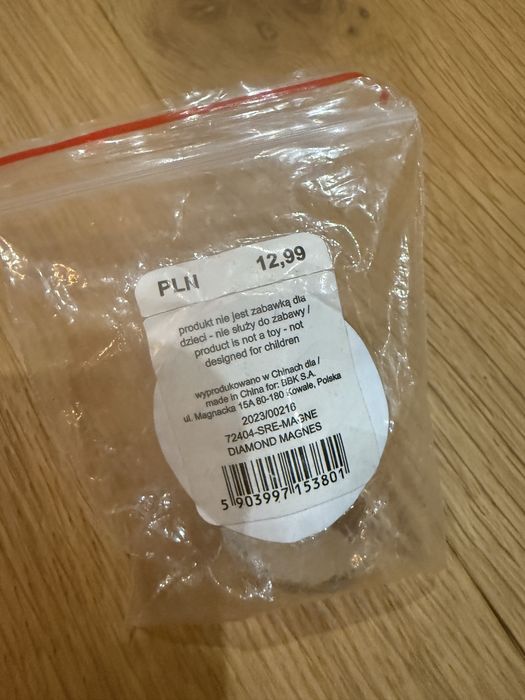 PLN 12,99
produkt nie jest zabawką dla
dzieci - nie służy do zabawy /
product is not a toy - not
designed for children
wyprodukowano w Chinach dla /
made in China for: BBK S.A.
ul. Magnacka 15A 80-180 Kowale, Polska
2023/00216
72404-SRE-MAGNE
DIAMOND MAGNES
5 903997 153801